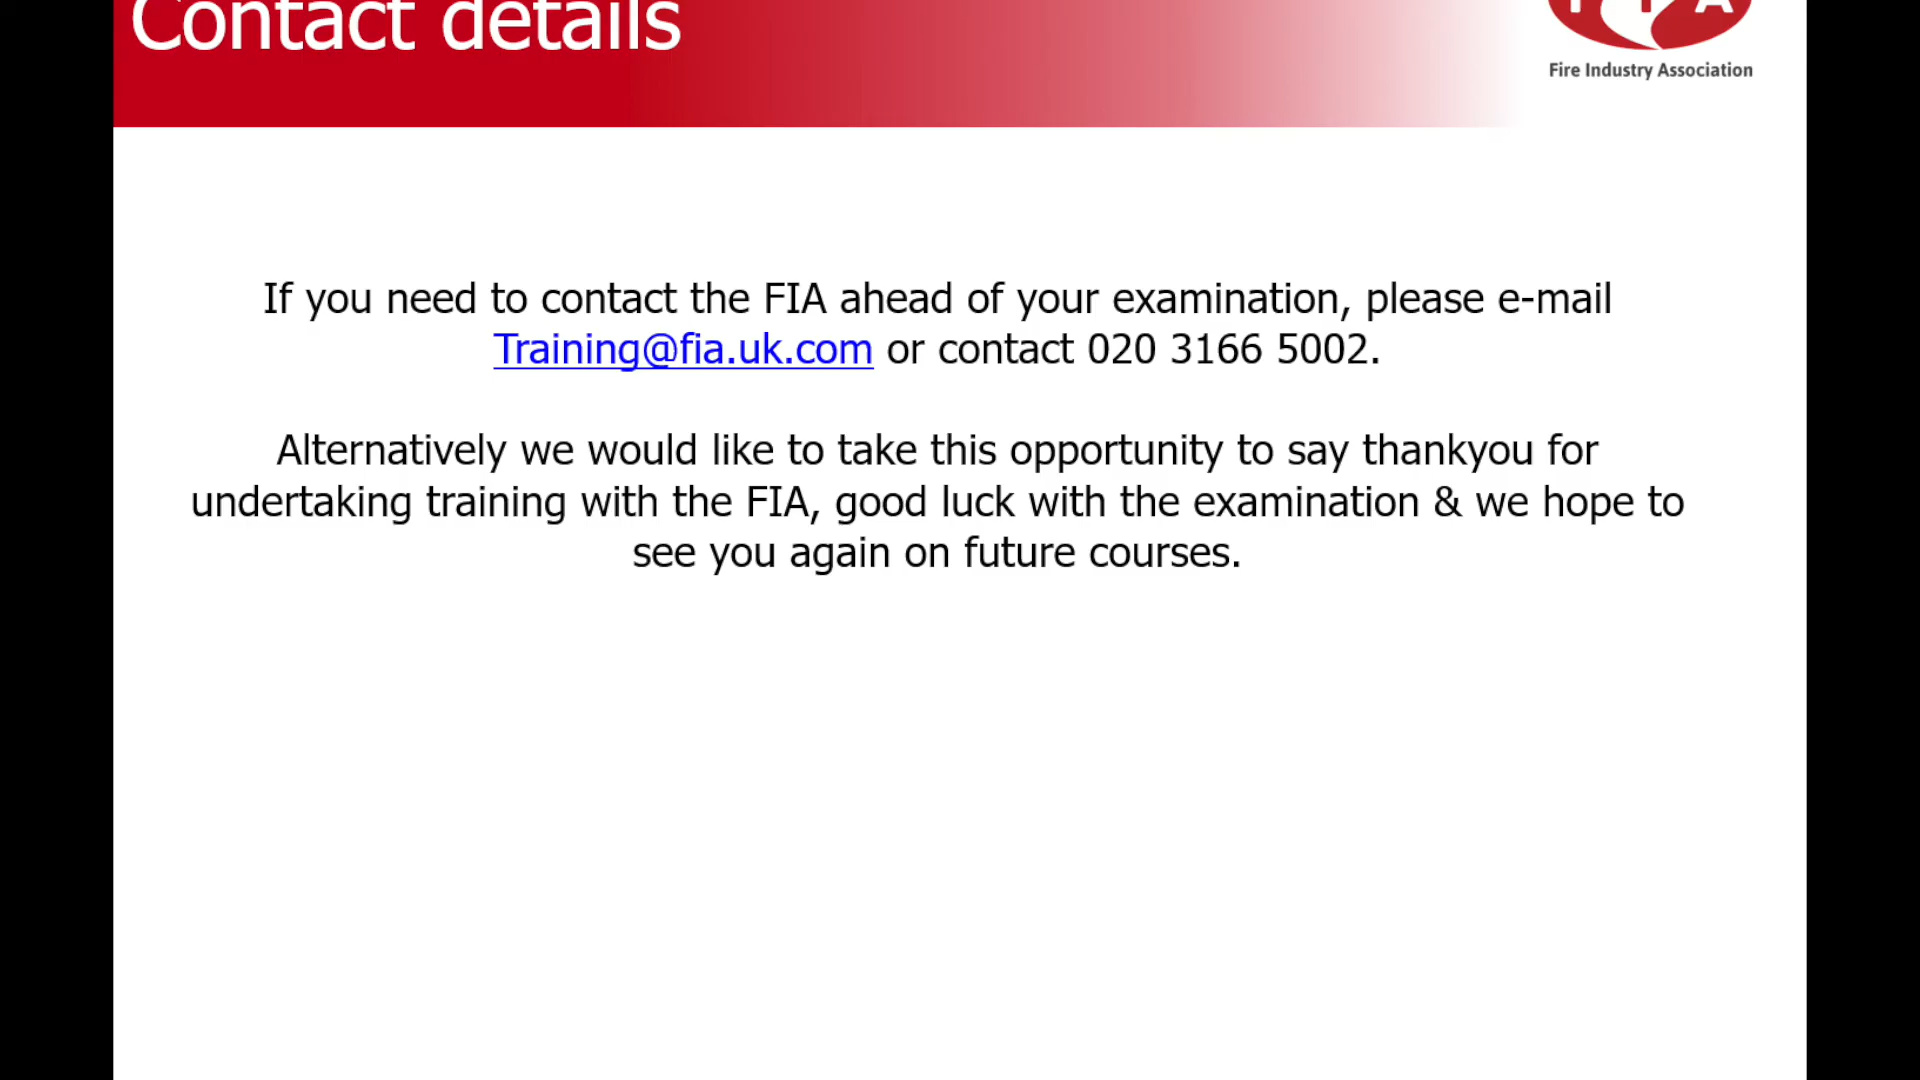 Contact details
FIA
Fire Industry Association
If you need to contact the FIA ahead of your examination, please e-mail
Training@fia.uk.com or contact 020 3166 5002.
Alternatively we would like to take this opportunity to say thankyou for
undertaking training with the FIA, good luck with the examination & we hope to
see you again on future courses.